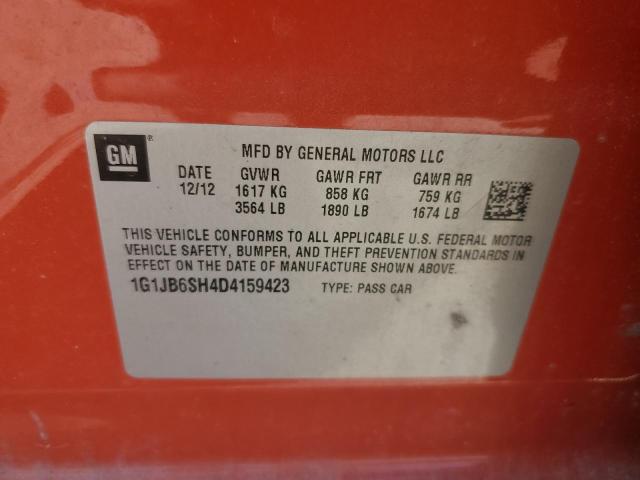 GM ®
MFD BY GENERAL MOTORS LLC
DATE GVWR GAWR FRT GAWR RR
12/12 1617 KG 858 KG 759 KG
3564 LB 1890 LB 1674 LB
THIS VEHICLE CONFORMS TO ALL APPLICABLE U.S. FEDERAL MOTOR
VEHICLE SAFETY, BUMPER, AND THEFT PREVENTION STANDARDS IN
EFFECT ON THE DATE OF MANUFACTURE SHOWN ABOVE.
1G1JB6SH4D4159423 TYPE: PASS CAR